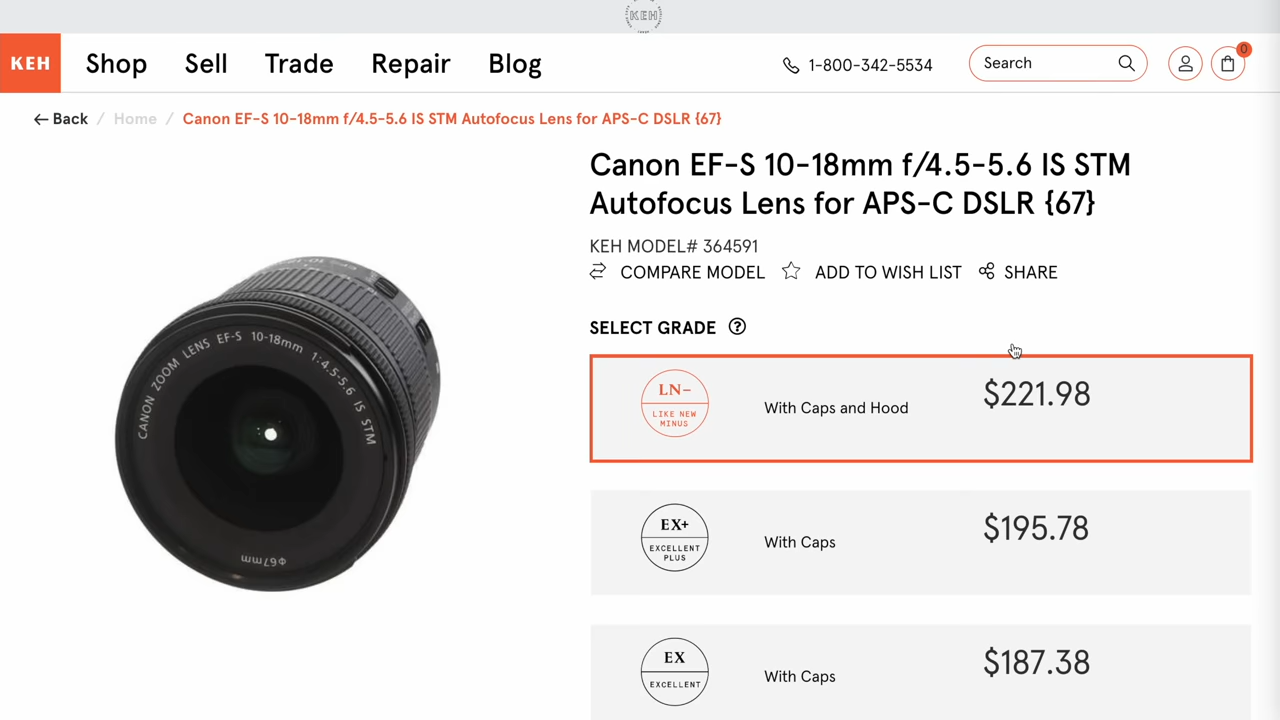 KEH
KEH
Shop
Sell
Trade
Repair
Blog
1-800-342-5534
Search
0
Back / Home / Canon EF-S 10-18mm f/4.5-5.6 IS STM Autofocus Lens for APS-C DSLR {67}
Canon EF-S 10-18mm f/4.5-5.6 IS STM
Autofocus Lens for APS-C DSLR {67}
KEH MODEL# 364591
COMPARE MODEL
ADD TO WISH LIST
SHARE
SELECT GRADE ?
LN-
LIKE NEW
MINUS
With Caps and Hood
$221.98
EX+
EXCELLENT
PLUS
With Caps
$195.78
EX
EXCELLENT
With Caps
$187.38
CANON ZOOM LENS EF-S 10-18mm 1:4.5-5.6 IS STM
φ67mm